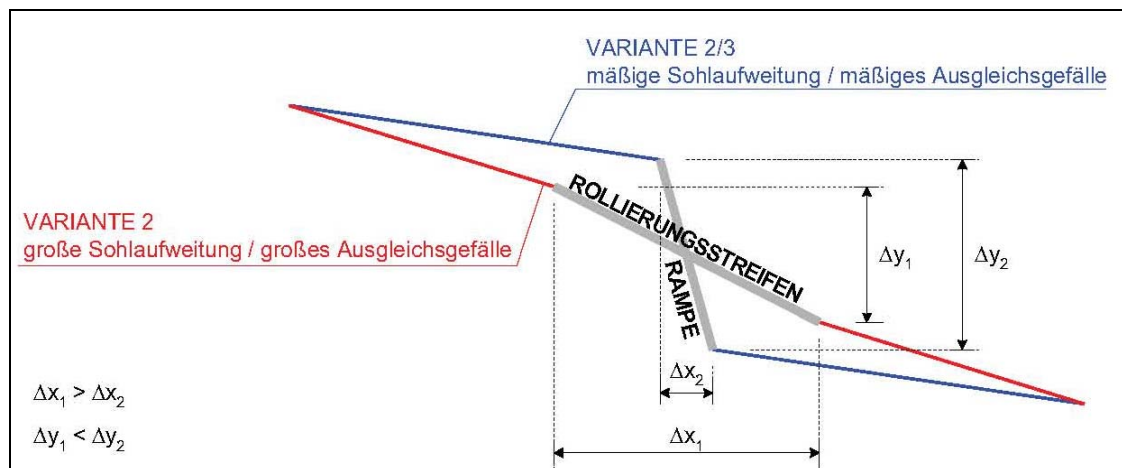 VARIANTE 2/3
mäßige Sohlaufweitung / mäßiges Ausgleichsgefälle
ROLLIERUNGSSTREIFEN
VARIANTE 2
große Sohlaufweitung / großes Ausgleichsgefälle
RAMPE
Δy₁
Δy₂
Δx₂
Δx₁ > Δx₂
Δy₁ < Δy₂
Δx₁